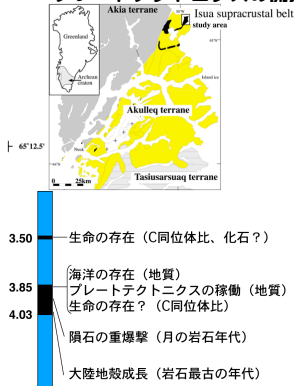 Akia terrane
Isua supracrustal belt
study area
Greenland
Archean
craton
Inland ice
Akulleq terrane
65°12.5'
Nuuk
Tasiusarsuaq terrane
0 25km
3.50
生命の存在（C同位体比、化石？）
海洋の存在（地質）
3.85
プレートテクトニクスの稼働（地質）
生命の存在？（C同位体比）
4.03
隕石の重爆撃（月の岩石年代）
大陸地殻成長（岩石最古の年代）